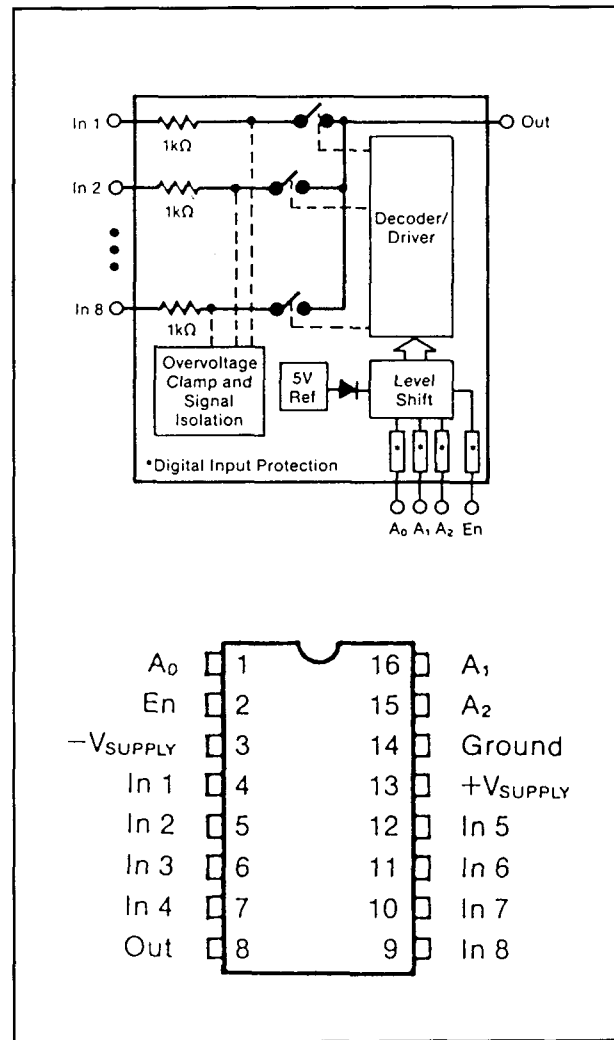 In 1
1kΩ
Out
In 2
1kΩ
Decoder/
Driver
In 8
1kΩ
Overvoltage
Clamp and
Signal
Isolation
5V
Ref
Level
Shift
* * * *
*Digital Input Protection
A₀ A₁ A₂ En
A₀ 1 16 A₁
En 2 15 A₂
−VSUPPLY 3 14 Ground
In 1 4 13 +VSUPPLY
In 2 5 12 In 5
In 3 6 11 In 6
In 4 7 10 In 7
Out 8 9 In 8